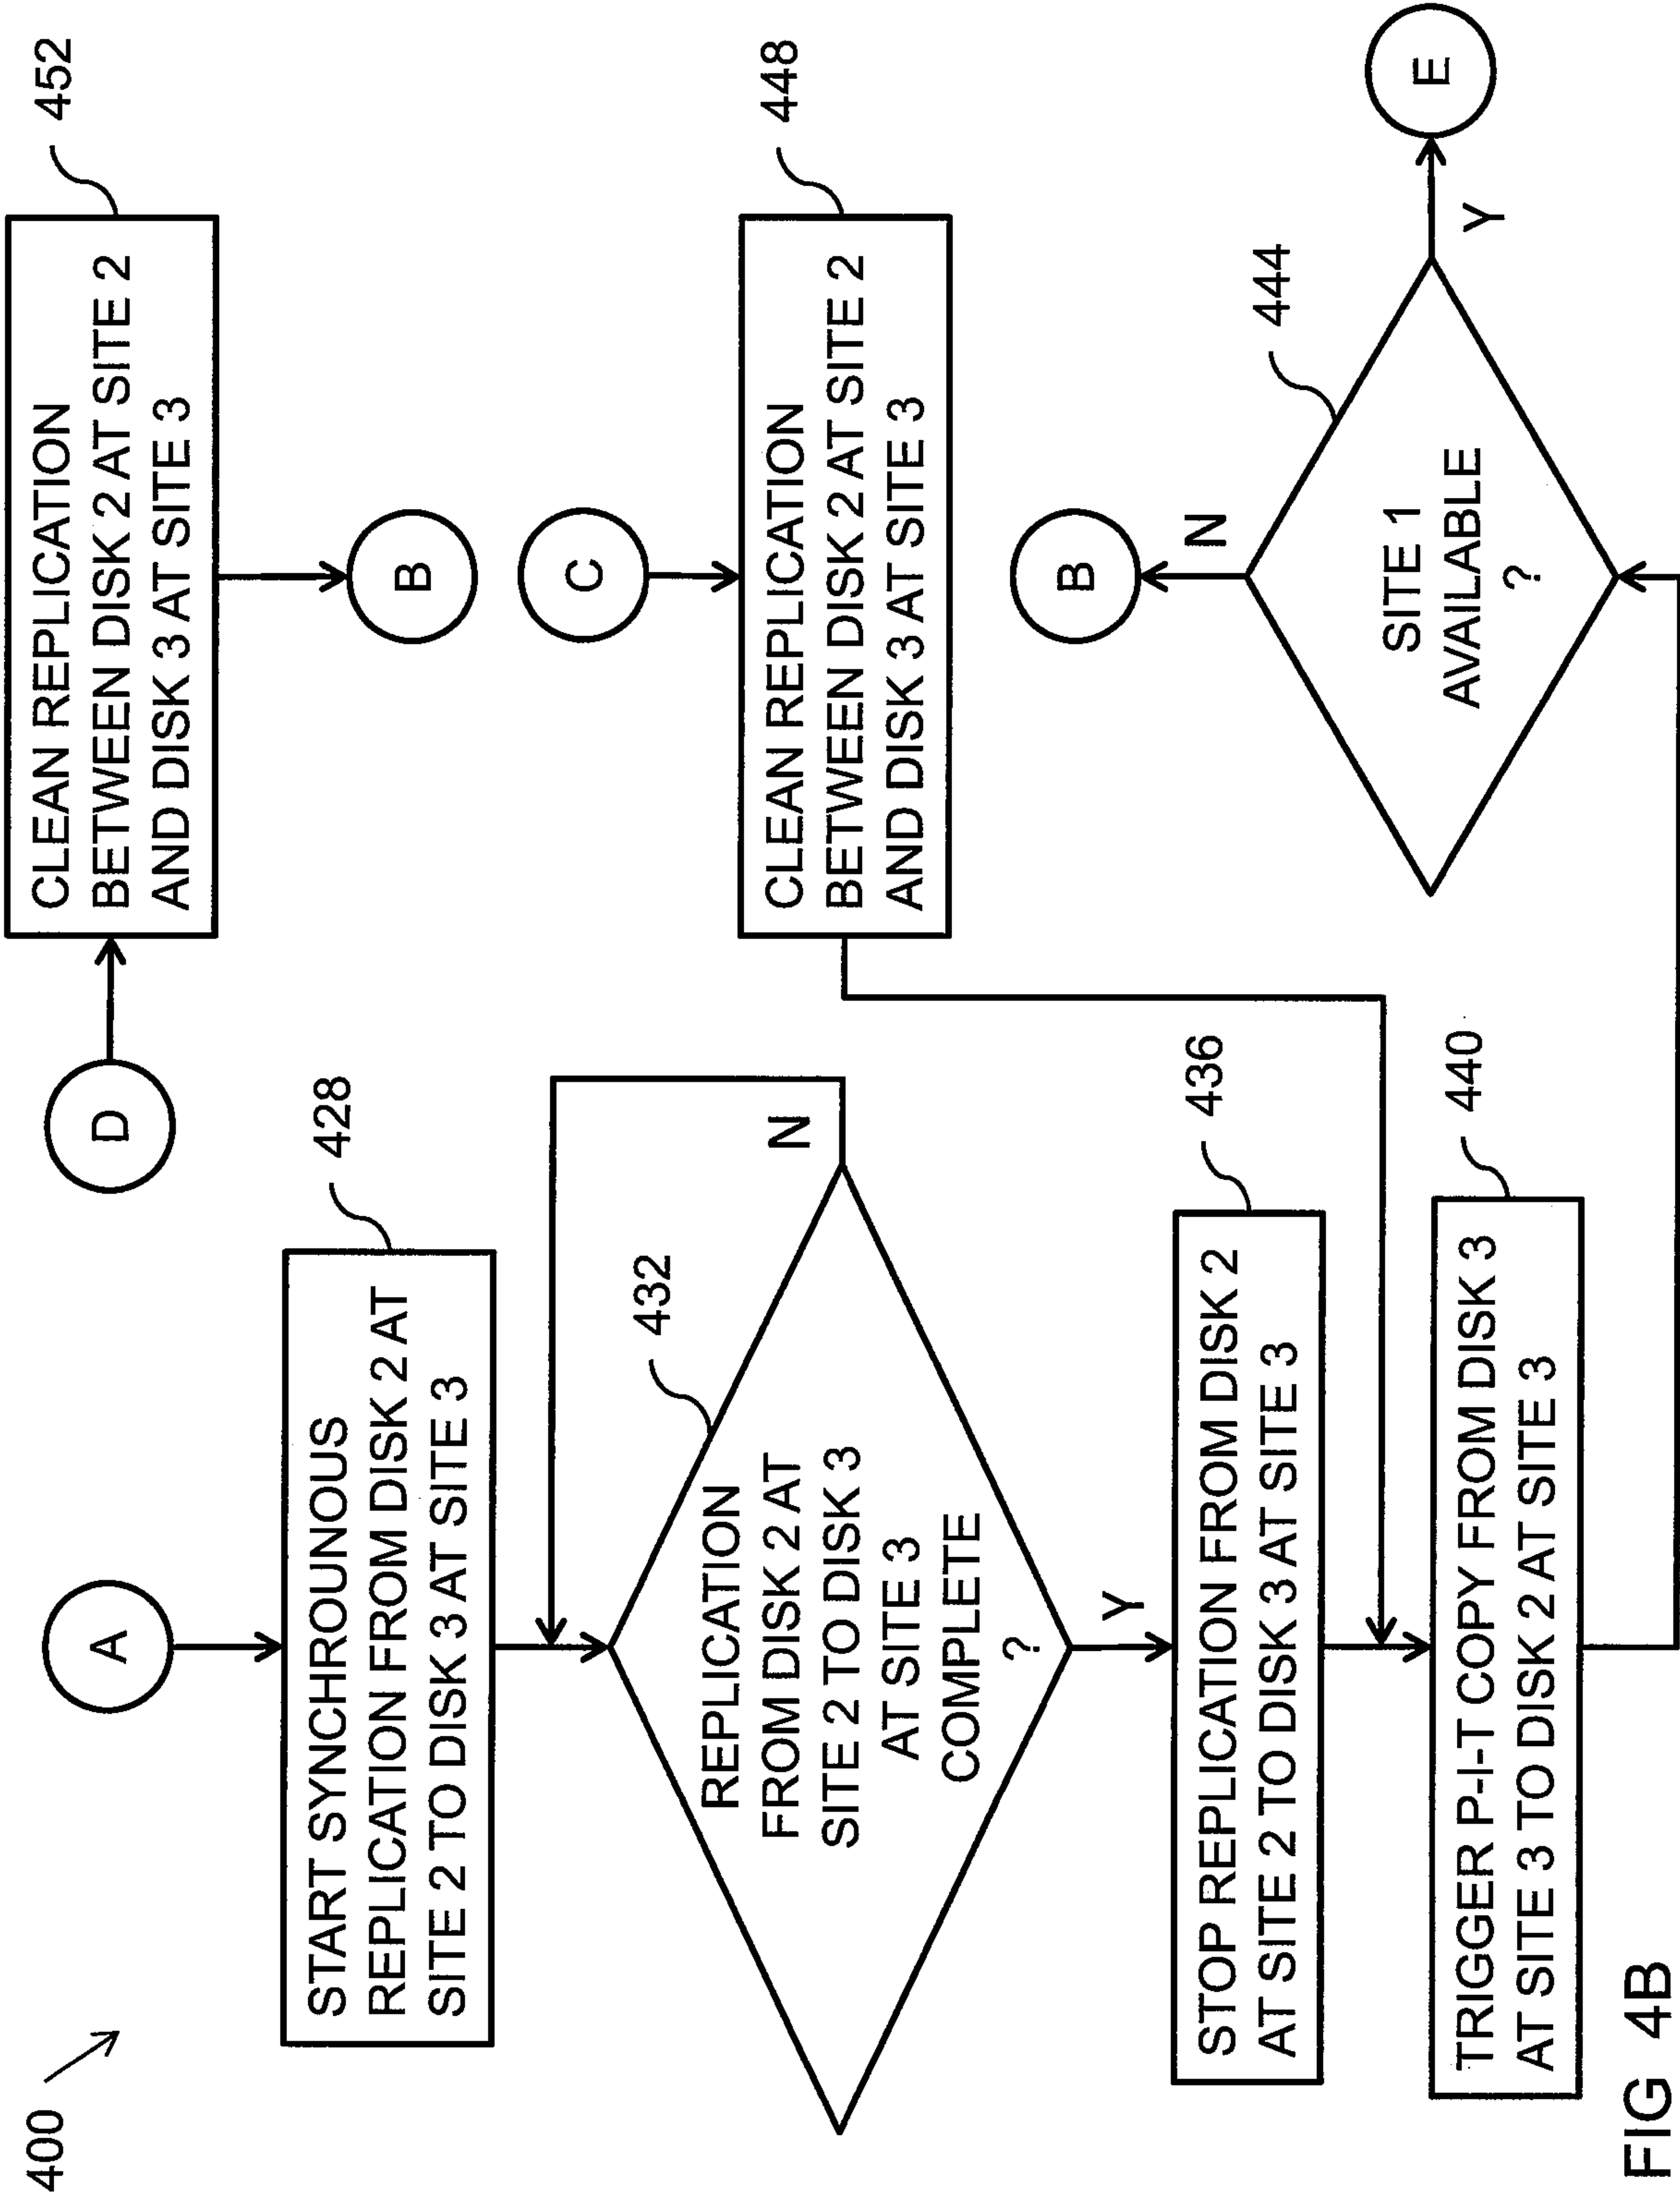 400
A
START SYNCHROUNOUS
REPLICATION FROM DISK 2 AT
SITE 2 TO DISK 3 AT SITE 3
428
REPLICATION
FROM DISK 2 AT
SITE 2 TO DISK 3
AT SITE 3
COMPLETE
?
432
N
Y
STOP REPLICATION FROM DISK 2
AT SITE 2 TO DISK 3 AT SITE 3
436
TRIGGER P-I-T COPY FROM DISK 3
AT SITE 3 TO DISK 2 AT SITE 3
440
D
CLEAN REPLICATION
BETWEEN DISK 2 AT SITE 2
AND DISK 3 AT SITE 3
452
B
C
CLEAN REPLICATION
BETWEEN DISK 2 AT SITE 2
AND DISK 3 AT SITE 3
448
B
N
SITE 1
AVAILABLE
?
444
Y
E
FIG 4B